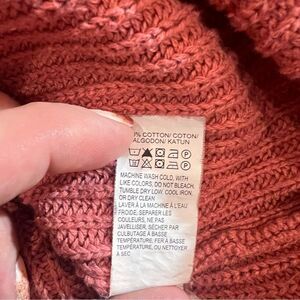 % COTTON/ COTON/
ALGODON/ KATUN
MACHINE WASH COLD, WITH
LIKE COLORS, DO NOT BLEACH.
TUMBLE DRY LOW, COOL IRON,
OR DRY CLEAN.
LAVER À LA MACHINE À L'EAU
FROIDE, SEPARER LES
COULEURS, NE PAS
JAVELLISER, SÉCHER PAR
CULBUTAGE À BASSE
TEMPÉRATURE, FER À BASSE
TEMPÉRATURE, OU NETTOYER
À SEC